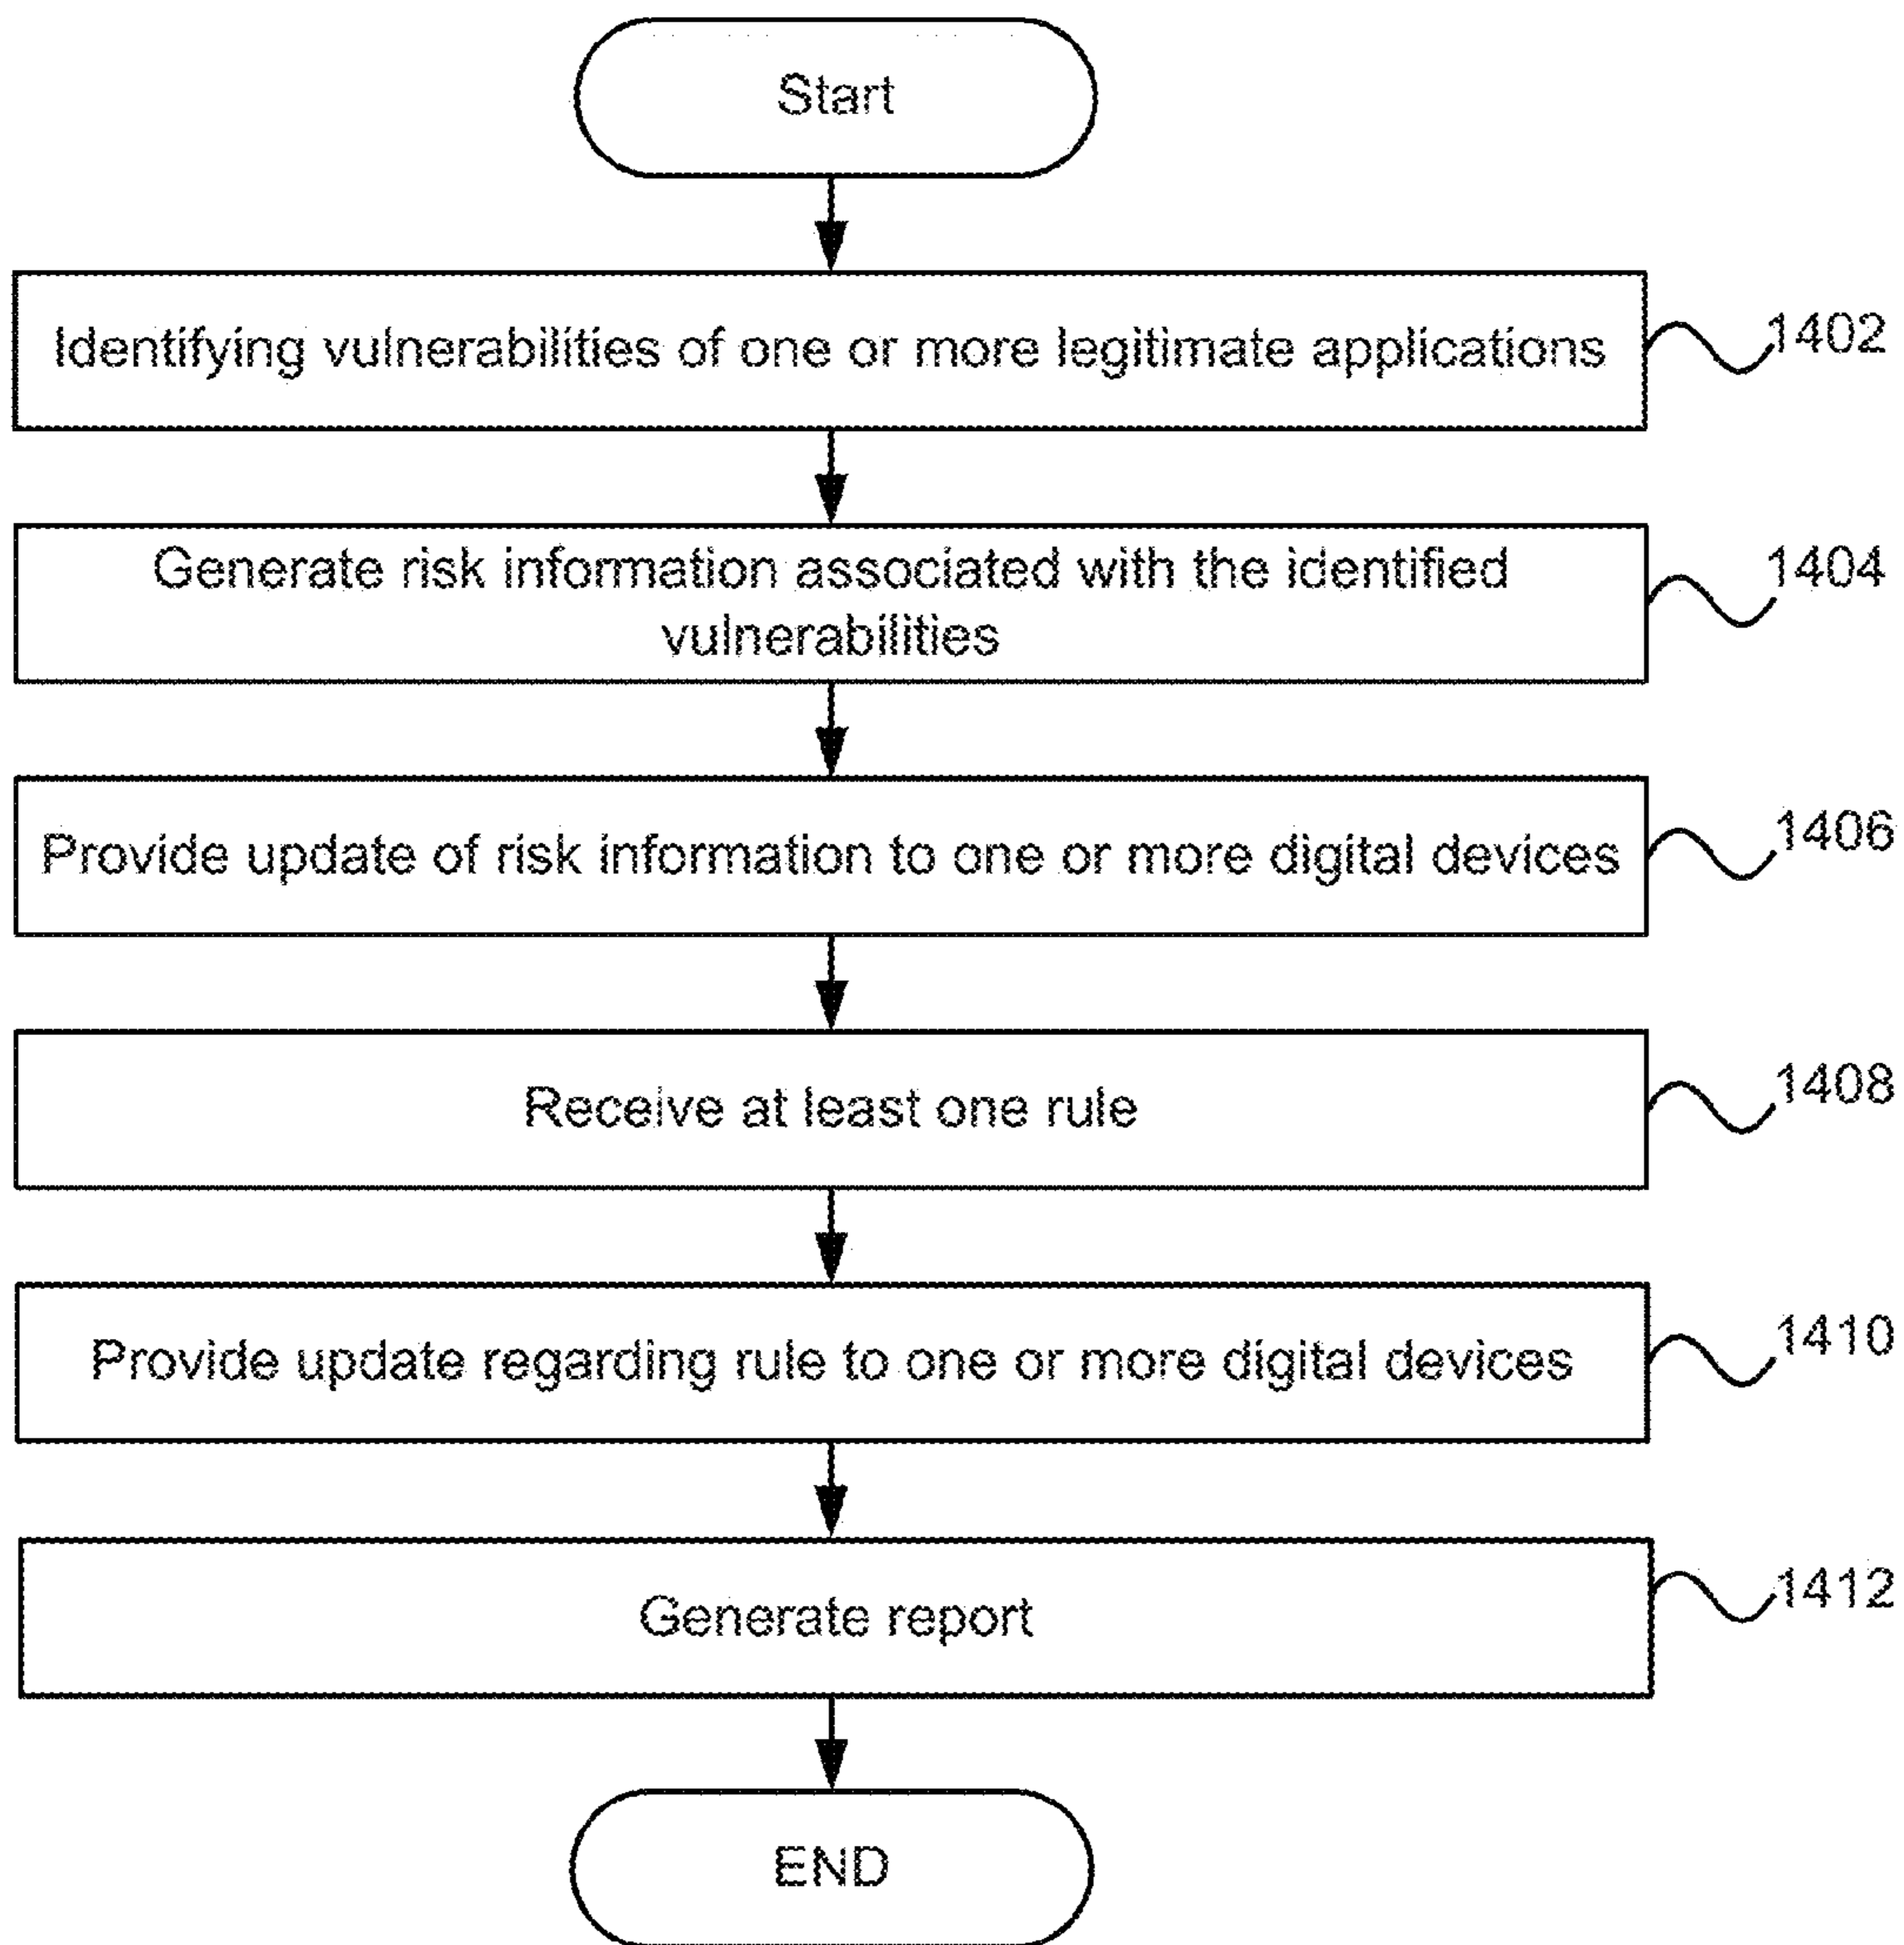 Start
Identifying vulnerabilities of one or more legitimate applications
1402
Generate risk information associated with the identified
vulnerabilities
1404
Provide update of risk information to one or more digital devices
1406
Receive at least one rule
1408
Provide update regarding rule to one or more digital devices
1410
Generate report
1412
END